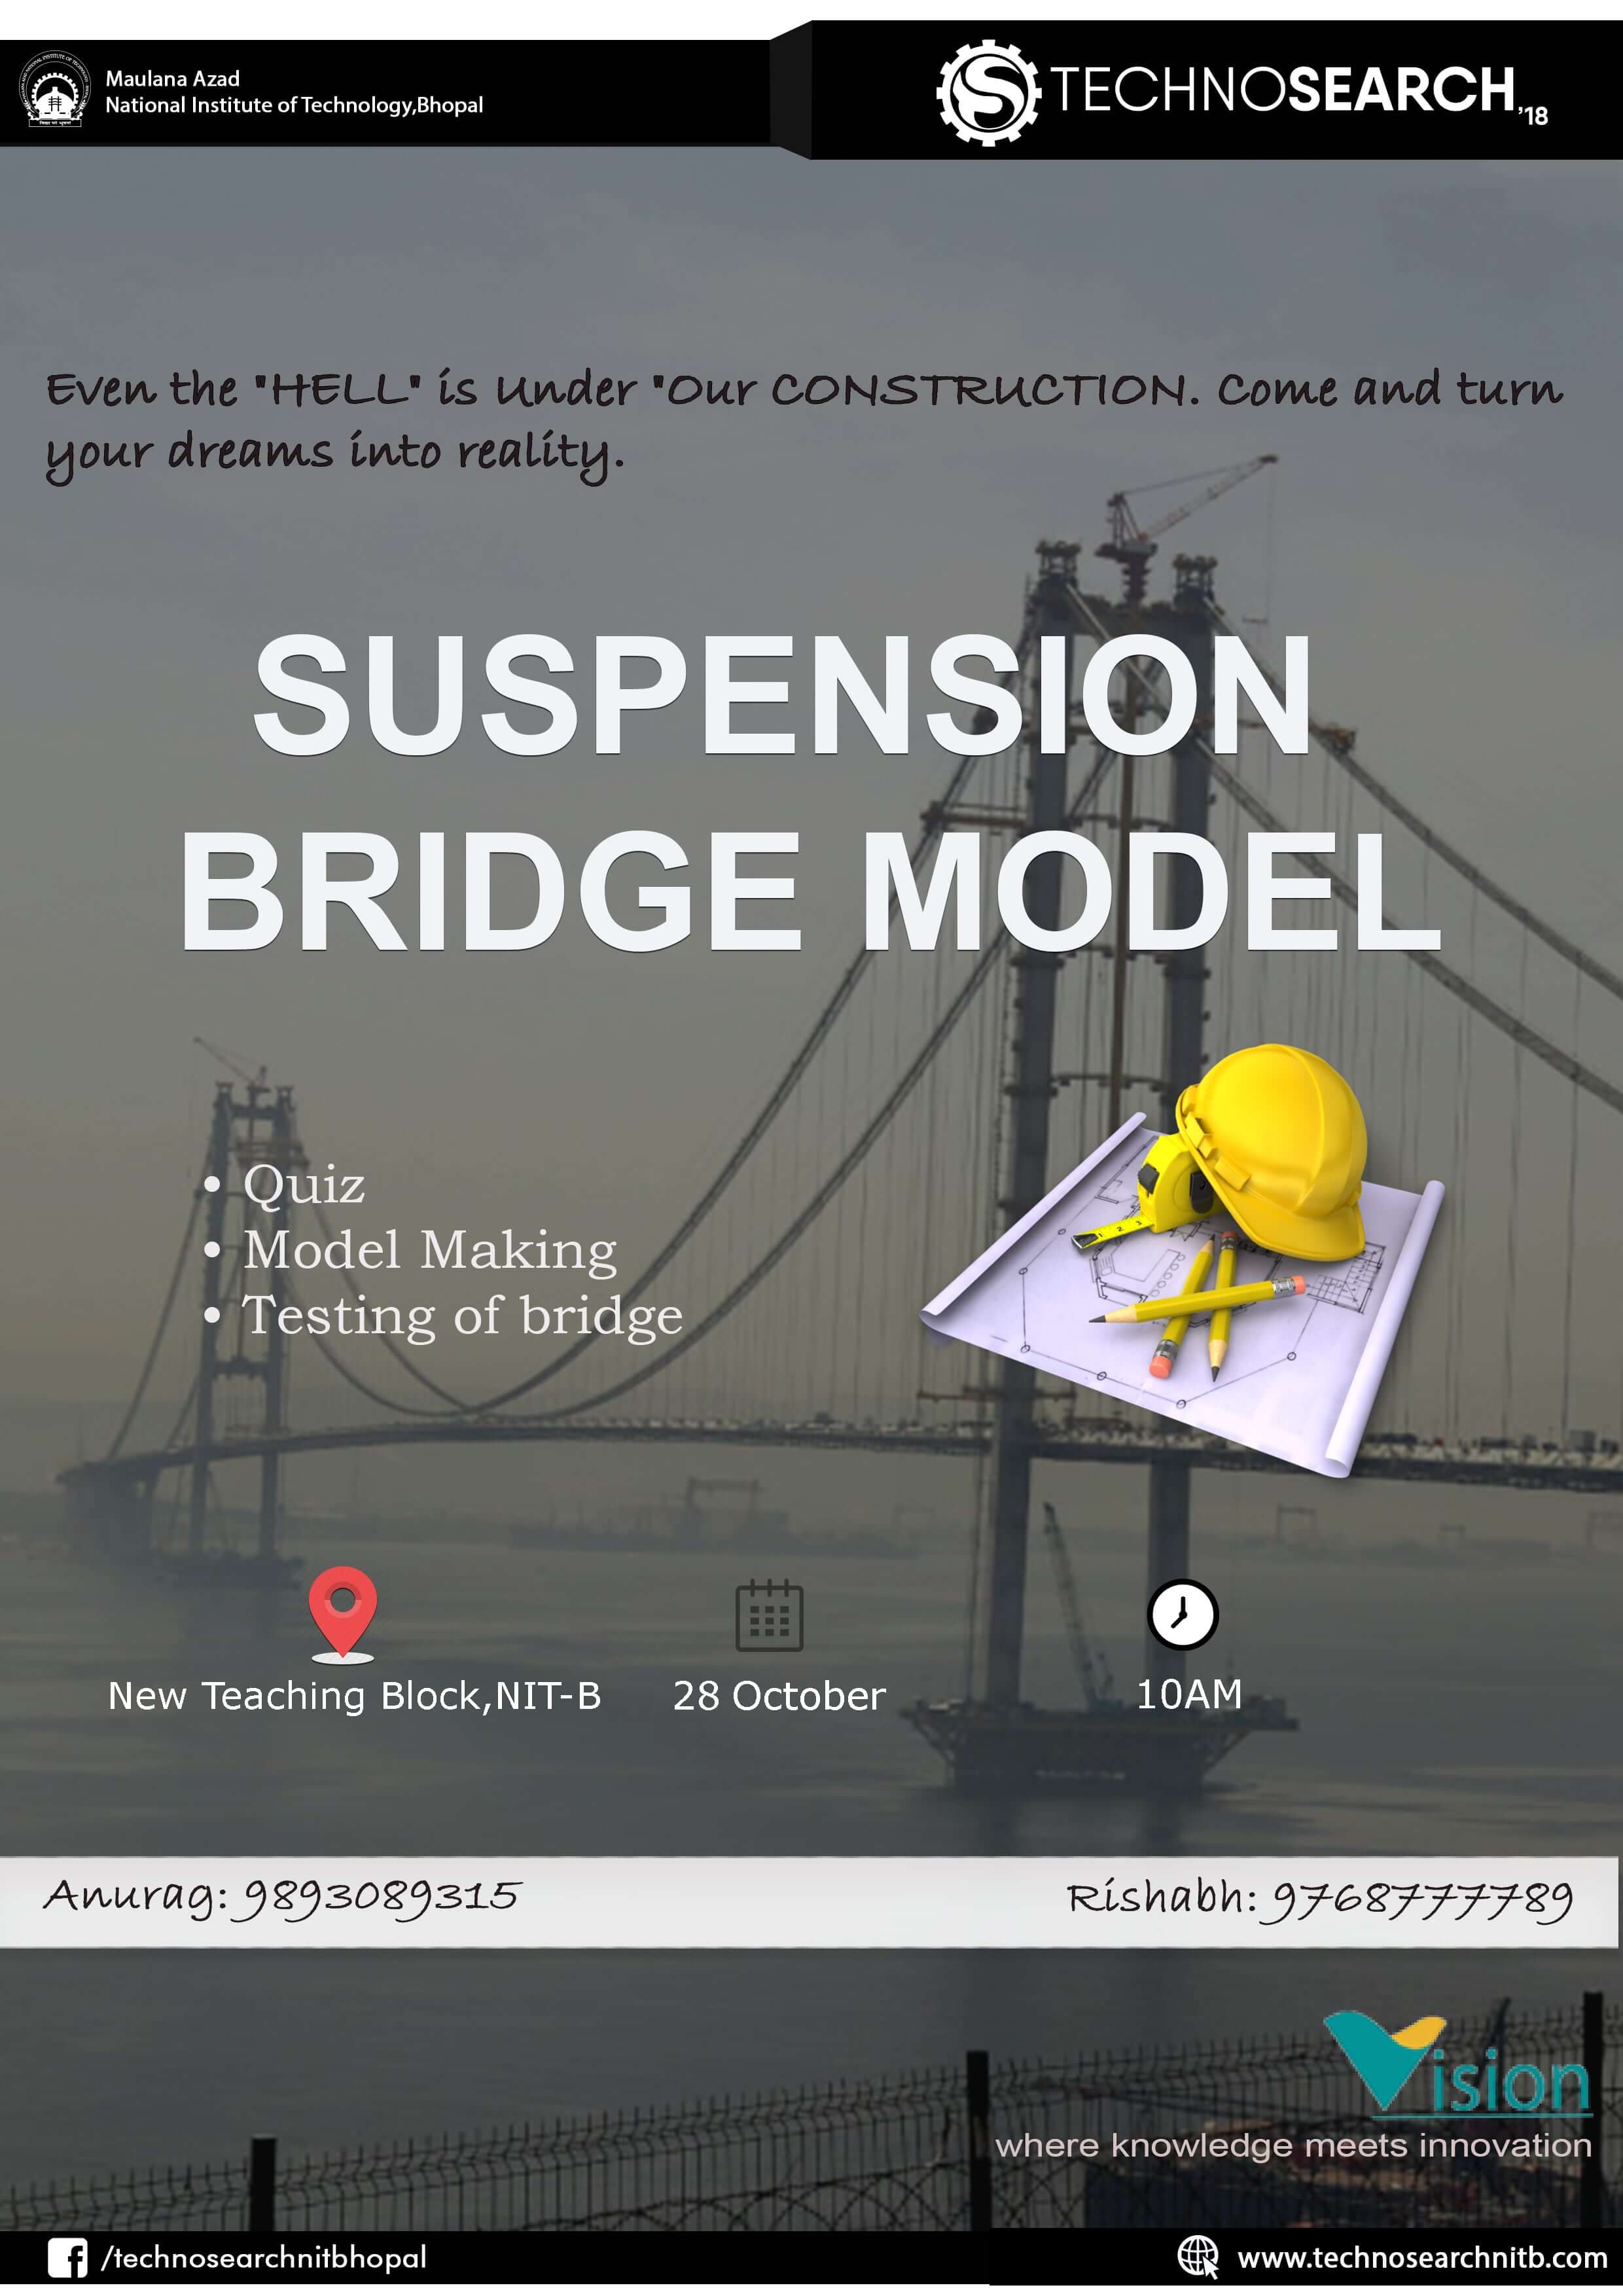 Maulana Azad
National Institute of Technology,Bhopal
TECHNOSEARCH,'18
Even the "HELL" is Under "Our CONSTRUCTION. Come and turn
your dreams into reality.
SUSPENSION
BRIDGE MODEL
• Quiz
• Model Making
• Testing of bridge
New Teaching Block,NIT-B
28 October
10AM
Anurag: 9893089315
Rishabh: 9768777789
Vision
where knowledge meets innovation
/technosearchnitbhopal
www.technosearchnitb.com